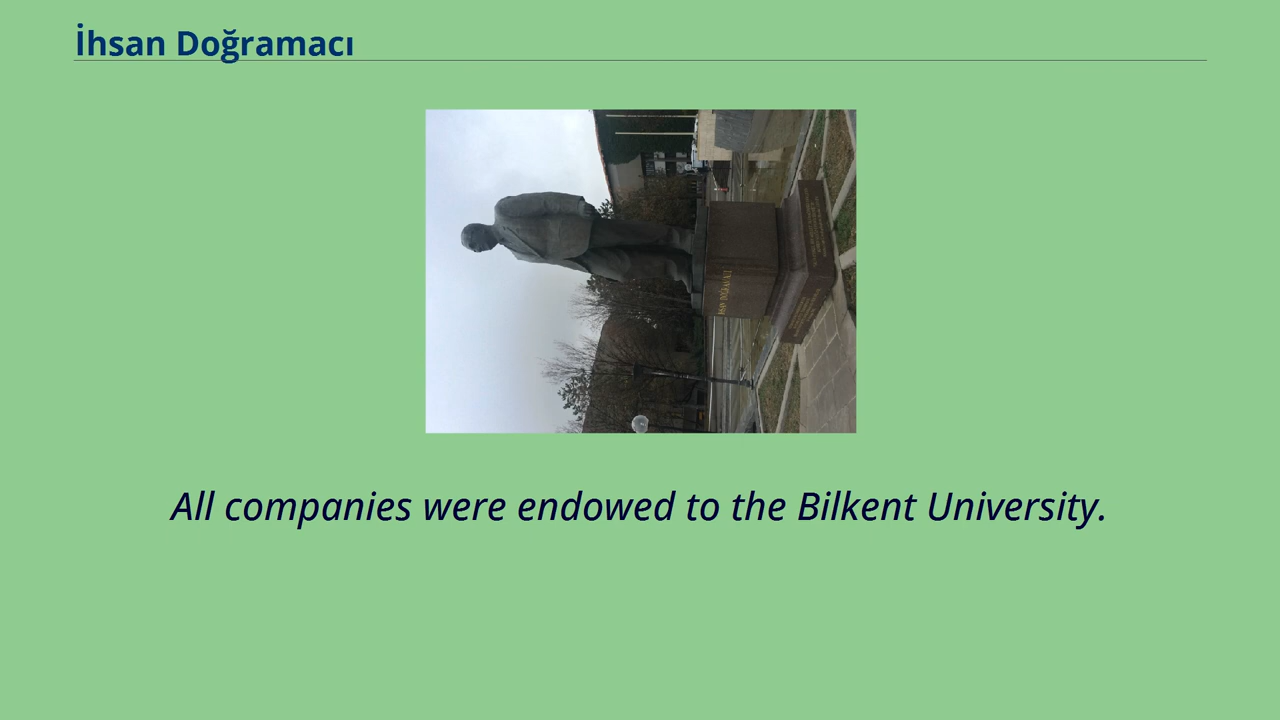 İhsan Doğramacı
All companies were endowed to the Bilkent University.